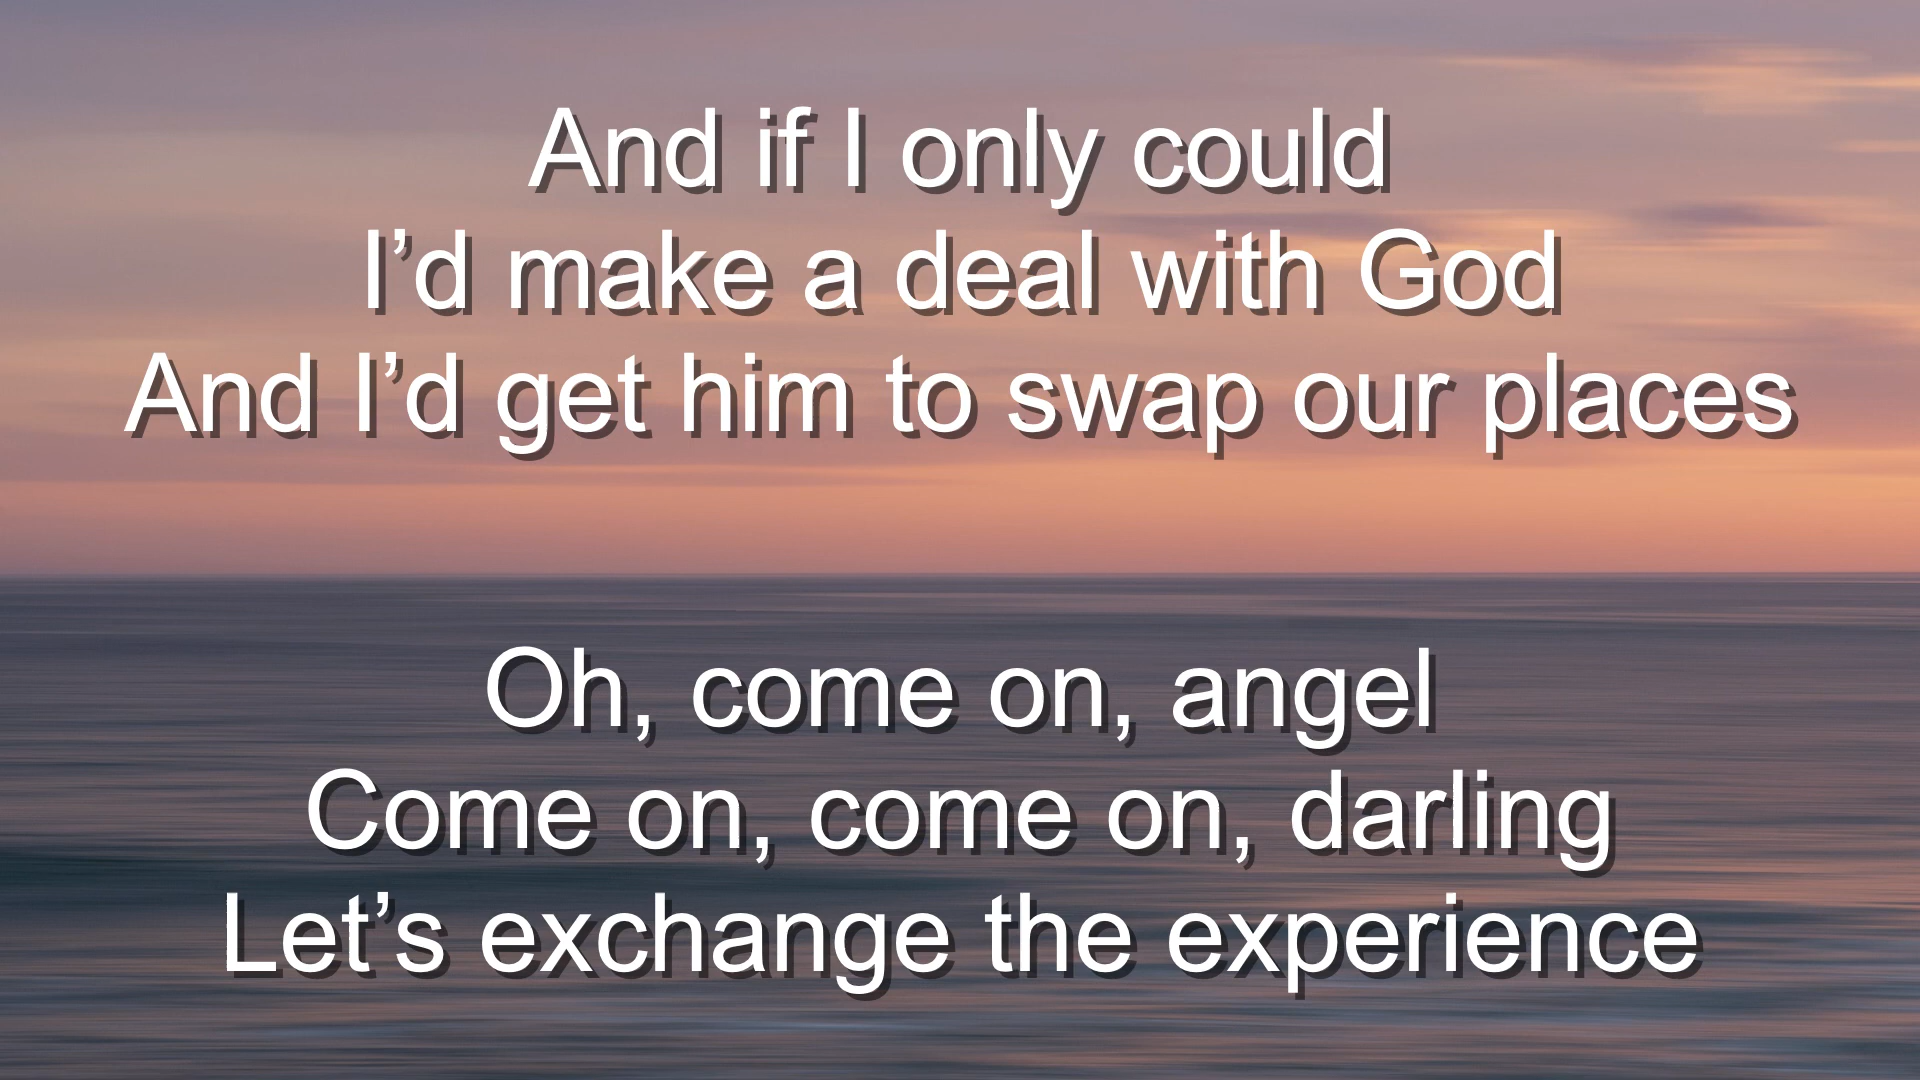 And if I only could
I’d make a deal with God
And I’d get him to swap our places
Oh, come on, angel
Come on, come on, darling
Let’s exchange the experience